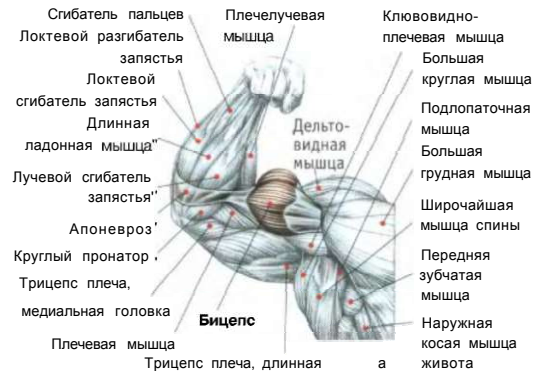 Сгибатель пальцев
Локтевой разгибатель
запястья
Локтевой
сгибатель запястья
Длинная
ладонная мышца"
Лучевой сгибатель
запястья''
Апоневроз'
Круглый пронатор ,
Трицепс плеча,
медиальная головка
Плечевая мышца
Трицепс плеча, длинная а
Бицепс
Плечелучевая
мышца
Дельто-
видная
мышца
Клювовидно-
плечевая мышца
Большая
круглая мышца
Подлопаточная
мышца
Большая
грудная мышца
Широчайшая
мышца спины
Передняя
зубчатая
мышца
Наружная
косая мышца
живота